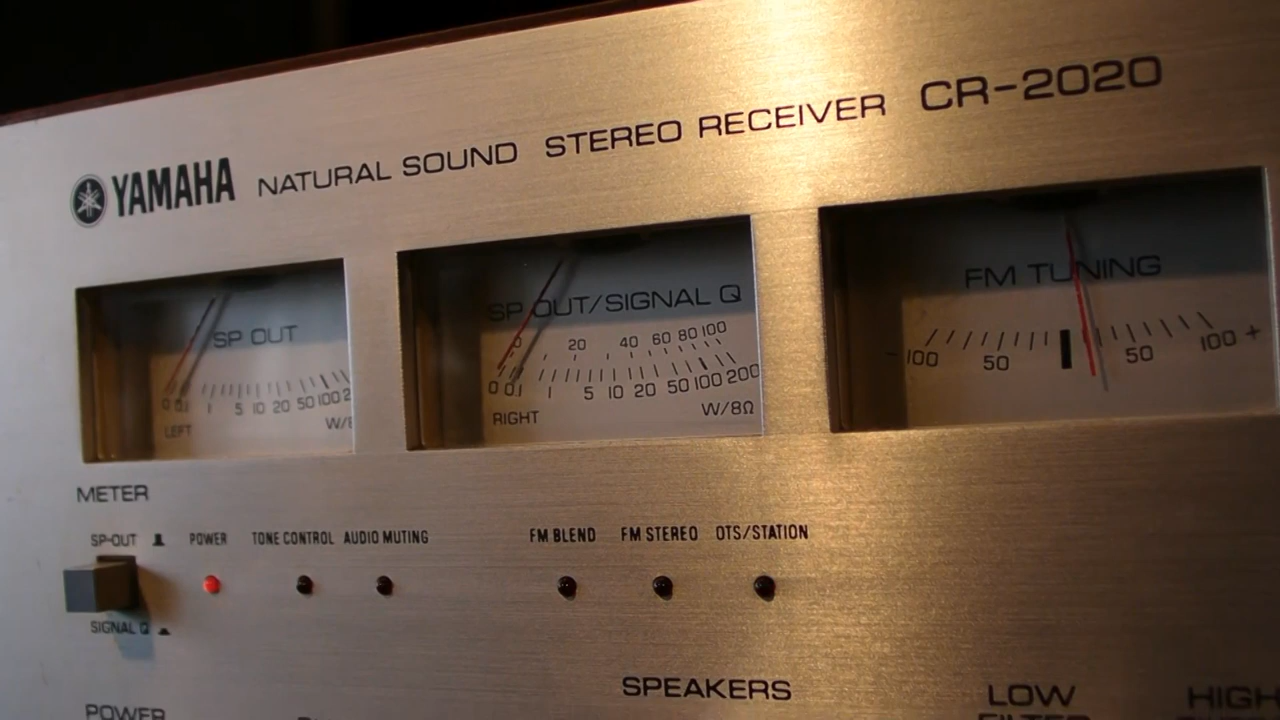 YAMAHA NATURAL SOUND STEREO RECEIVER CR-2020
SP OUT
0 0.1 1 5 10 20 50 100 2
LEFT W/8
SP OUT/SIGNAL Q
0 20 40 60 80 100
0 0.1 1 5 10 20 50 100 200
RIGHT W/8Ω
FM TUNING
- 100 50 50 100 +
METER
SP-OUT POWER TONE CONTROL AUDIO MUTING FM BLEND FM STEREO OTS/STATION
SIGNAL Q
SPEAKERS LOW HIGH
POWER FILTER